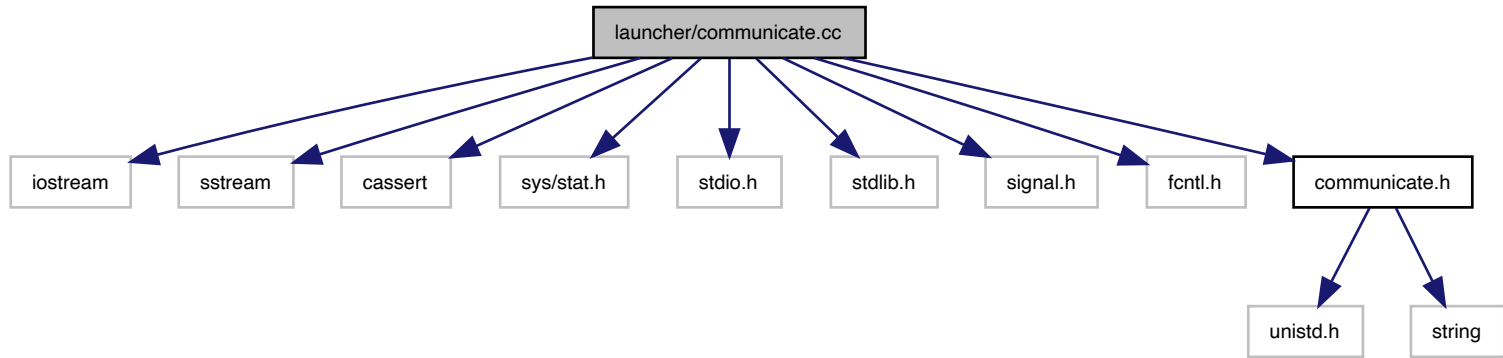 launcher/communicate.cc
iostream
sstream
cassert
sys/stat.h
stdio.h
stdlib.h
signal.h
fcntl.h
communicate.h
unistd.h
string